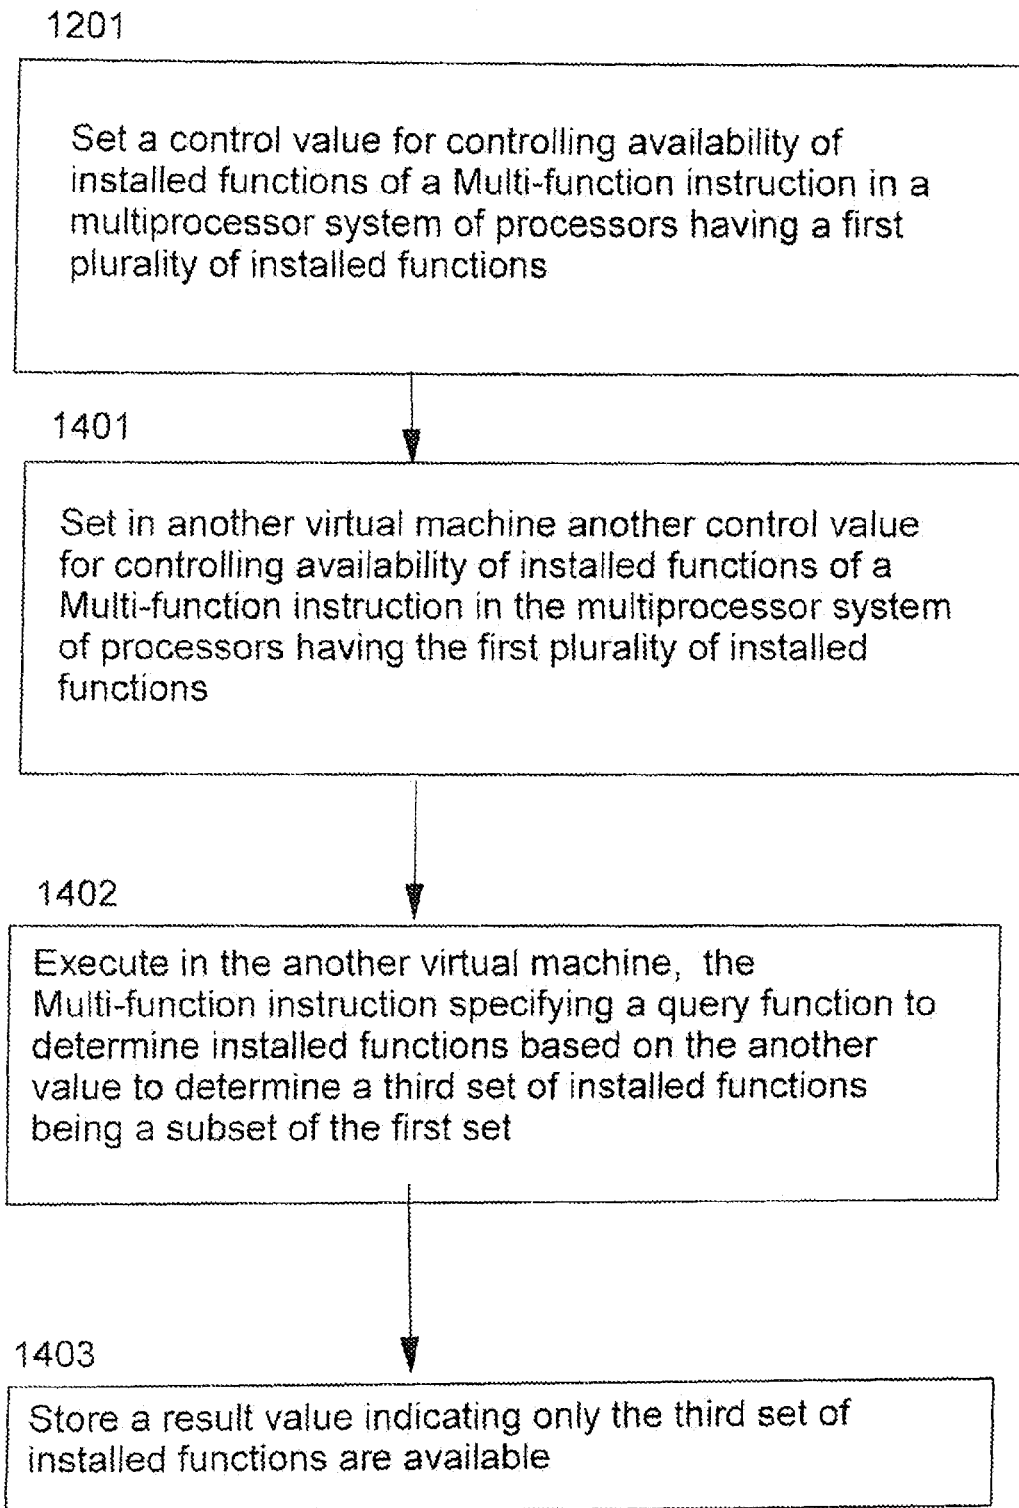 1201
Set a control value for controlling availability of
installed functions of a Multi-function instruction in a
multiprocessor system of processors having a first
plurality of installed functions
1401
Set in another virtual machine another control value
for controlling availability of installed functions of a
Multi-function instruction in the multiprocessor system
of processors having the first plurality of installed
functions
1402
Execute in the another virtual machine, the
Multi-function instruction specifying a query function to
determine installed functions based on the another
value to determine a third set of installed functions
being a subset of the first set
1403
Store a result value indicating only the third set of
installed functions are available